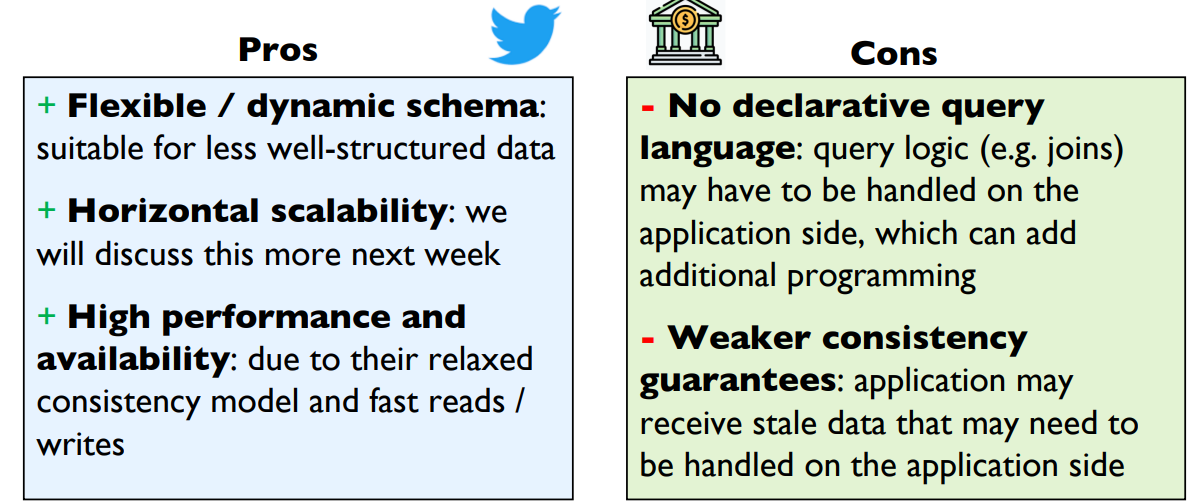 Pros
+ Flexible / dynamic schema:
suitable for less well-structured data
+ Horizontal scalability: we
will discuss this more next week
+ High performance and
availability: due to their relaxed
consistency model and fast reads /
writes
$
Cons
- No declarative query
language: query logic (e.g. joins)
may have to be handled on the
application side, which can add
additional programming
- Weaker consistency
guarantees: application may
receive stale data that may need to
be handled on the application side